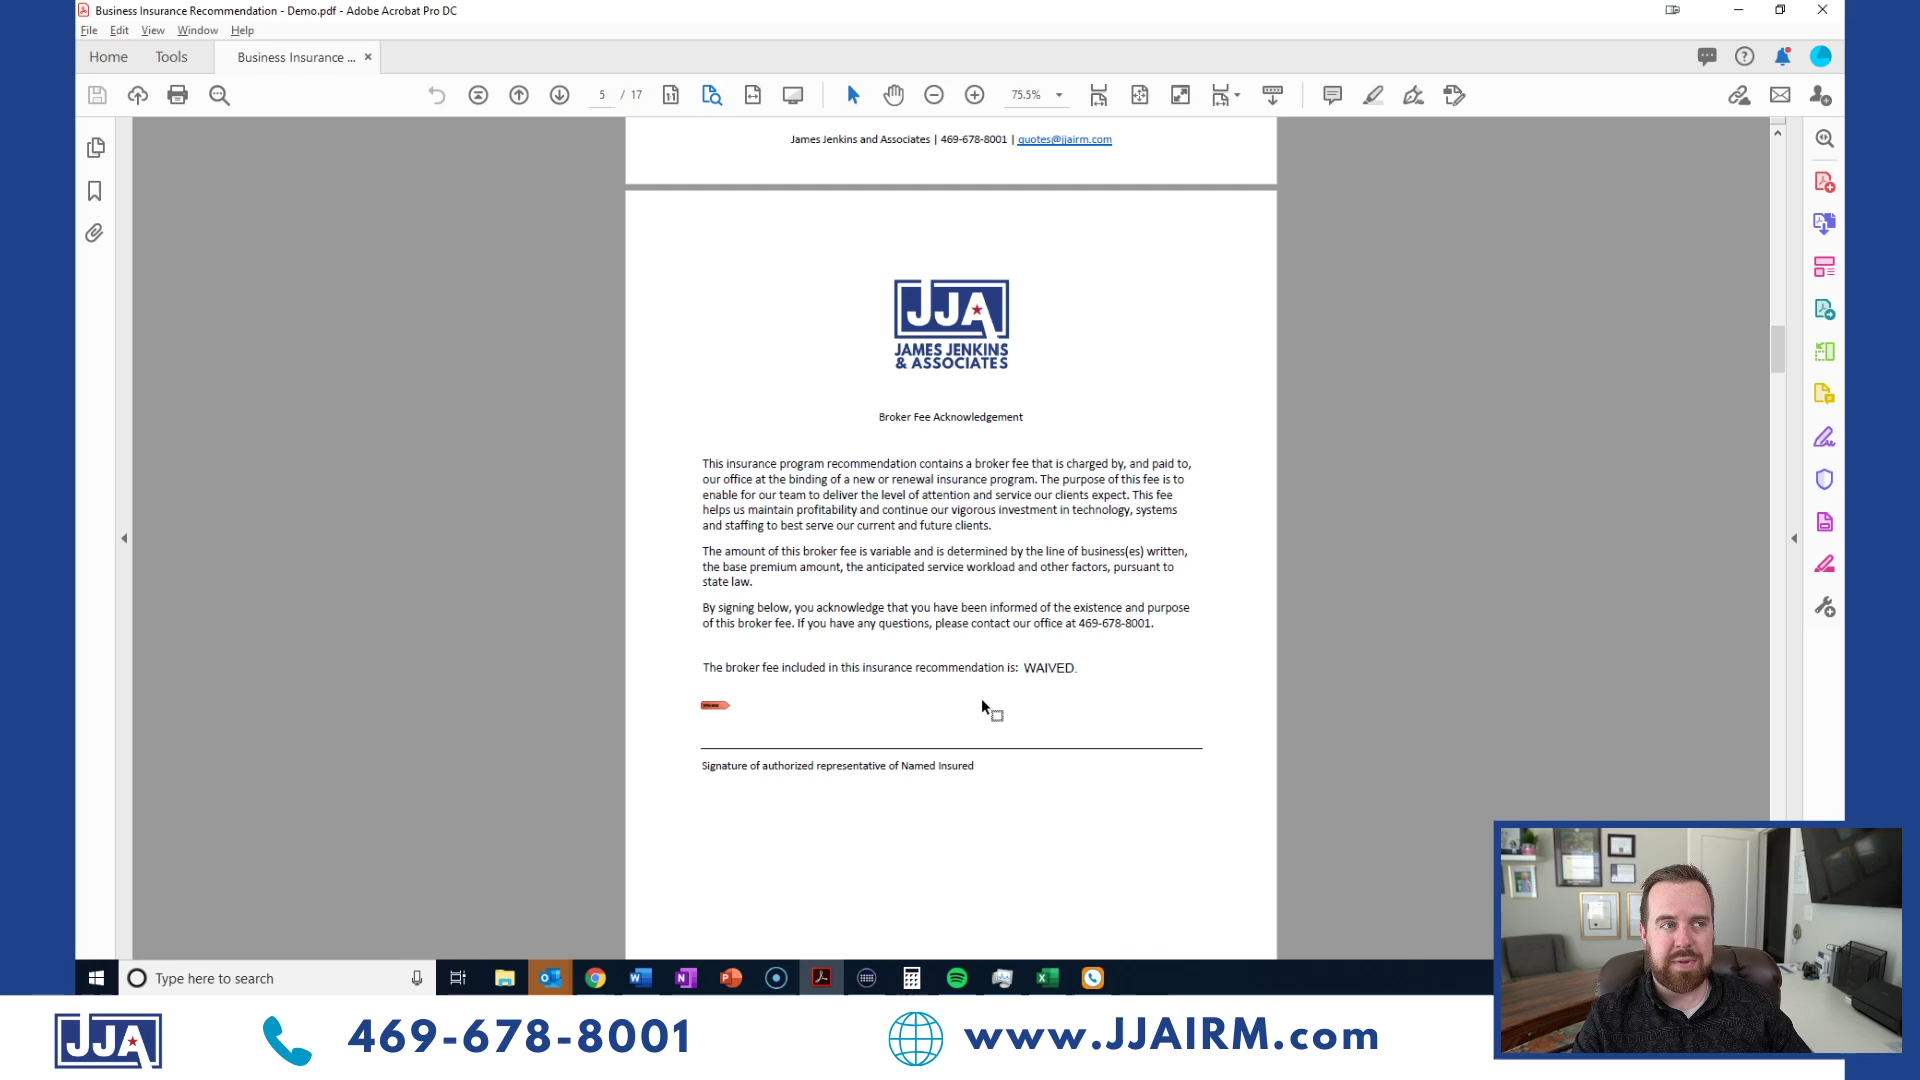 Business Insurance Recommendation - Demo.pdf - Adobe Acrobat Pro DC
File Edit View Window Help
Home Tools Business Insurance ... ×
5 / 17 75.5%
James Jenkins and Associates | 469-678-8001 | quotes@jjairm.com
JJA
JAMES JENKINS
& ASSOCIATES
Broker Fee Acknowledgement
This insurance program recommendation contains a broker fee that is charged by, and paid to,
our office at the binding of a new or renewal insurance program. The purpose of this fee is to
enable for our team to deliver the level of attention and service our clients expect. This fee
helps us maintain profitability and continue our vigorous investment in technology, systems
and staffing to best serve our current and future clients.
The amount of this broker fee is variable and is determined by the line of business(es) written,
the base premium amount, the anticipated service workload and other factors, pursuant to
state law.
By signing below, you acknowledge that you have been informed of the existence and purpose
of this broker fee. If you have any questions, please contact our office at 469-678-8001.
The broker fee included in this insurance recommendation is: WAIVED.
Signature of authorized representative of Named Insured
Type here to search
JJA 469-678-8001 www.JJAIRM.com